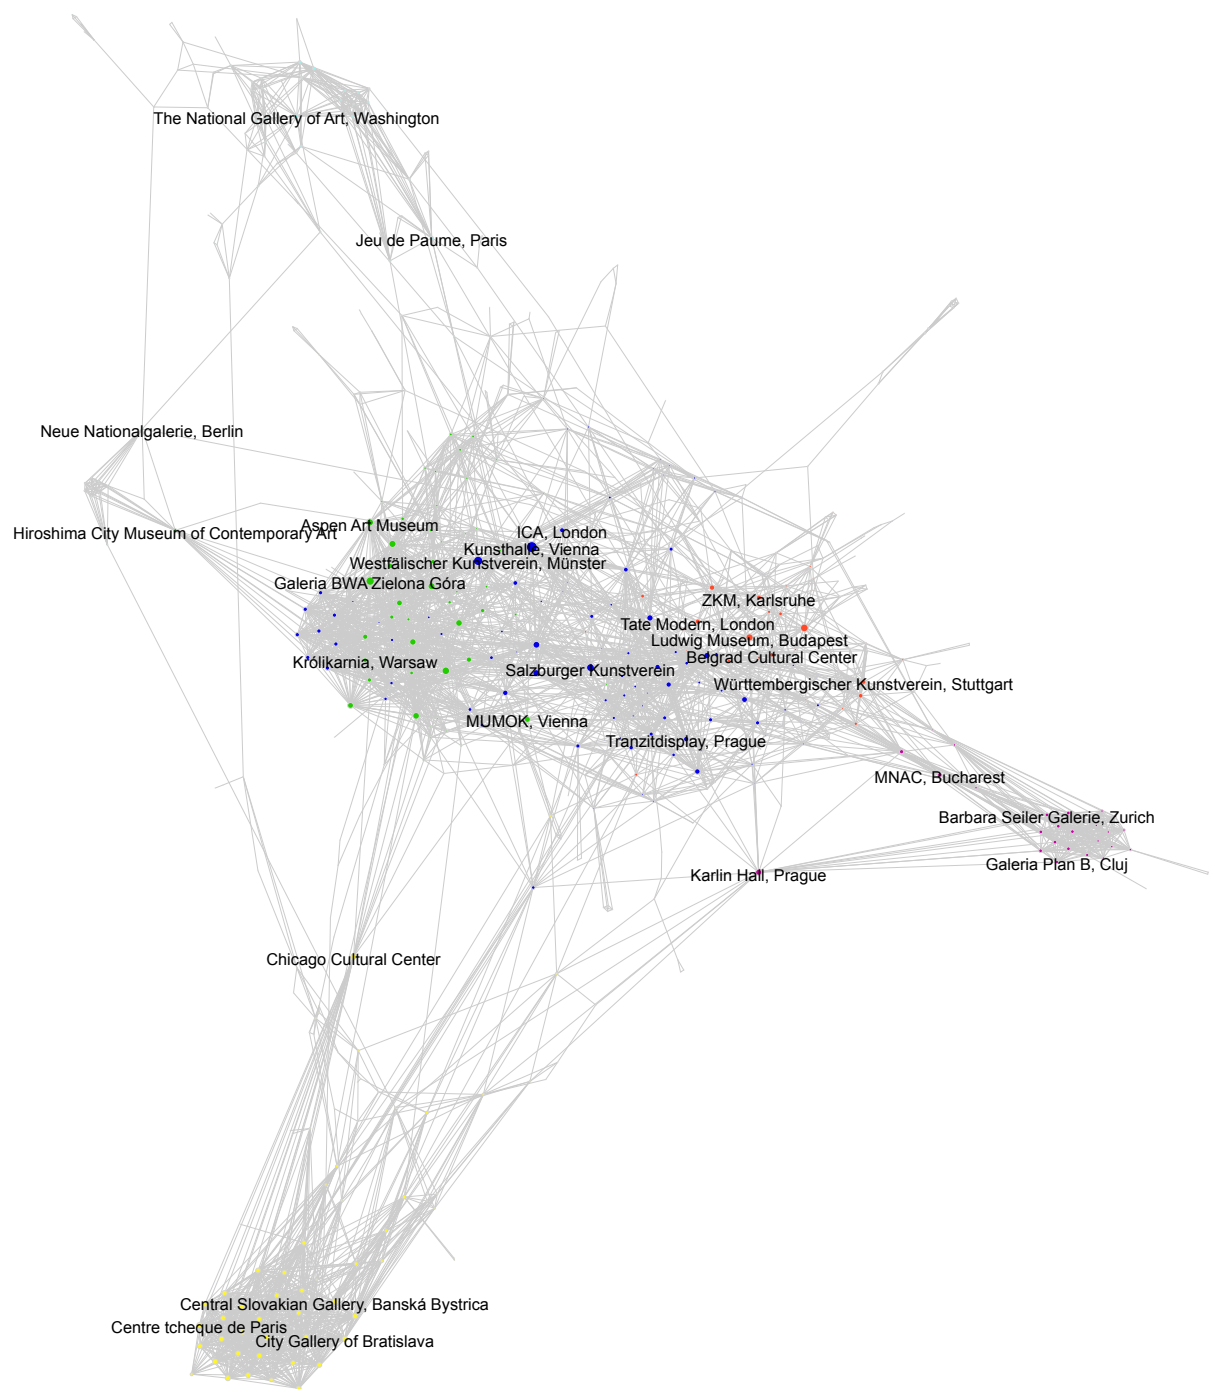 The National Gallery of Art, Washington
Jeu de Paume, Paris
Neue Nationalgalerie, Berlin
Aspen Art Museum
Hiroshima City Museum of Contemporary Art
ICA, London
Kunsthalle, Vienna
Westfälischer Kunstverein, Münster
Galeria BWA Zielona Góra
ZKM, Karlsruhe
Tate Modern, London
Ludwig Museum, Budapest
Belgrad Cultural Center
Królikarnia, Warsaw
Salzburger Kunstverein
Württembergischer Kunstverein, Stuttgart
MUMOK, Vienna
Tranzitdisplay, Prague
MNAC, Bucharest
Barbara Seiler Galerie, Zurich
Galeria Plan B, Cluj
Karlin Hall, Prague
Chicago Cultural Center
Central Slovakian Gallery, Banská Bystrica
Centre tcheque de Paris
City Gallery of Bratislava